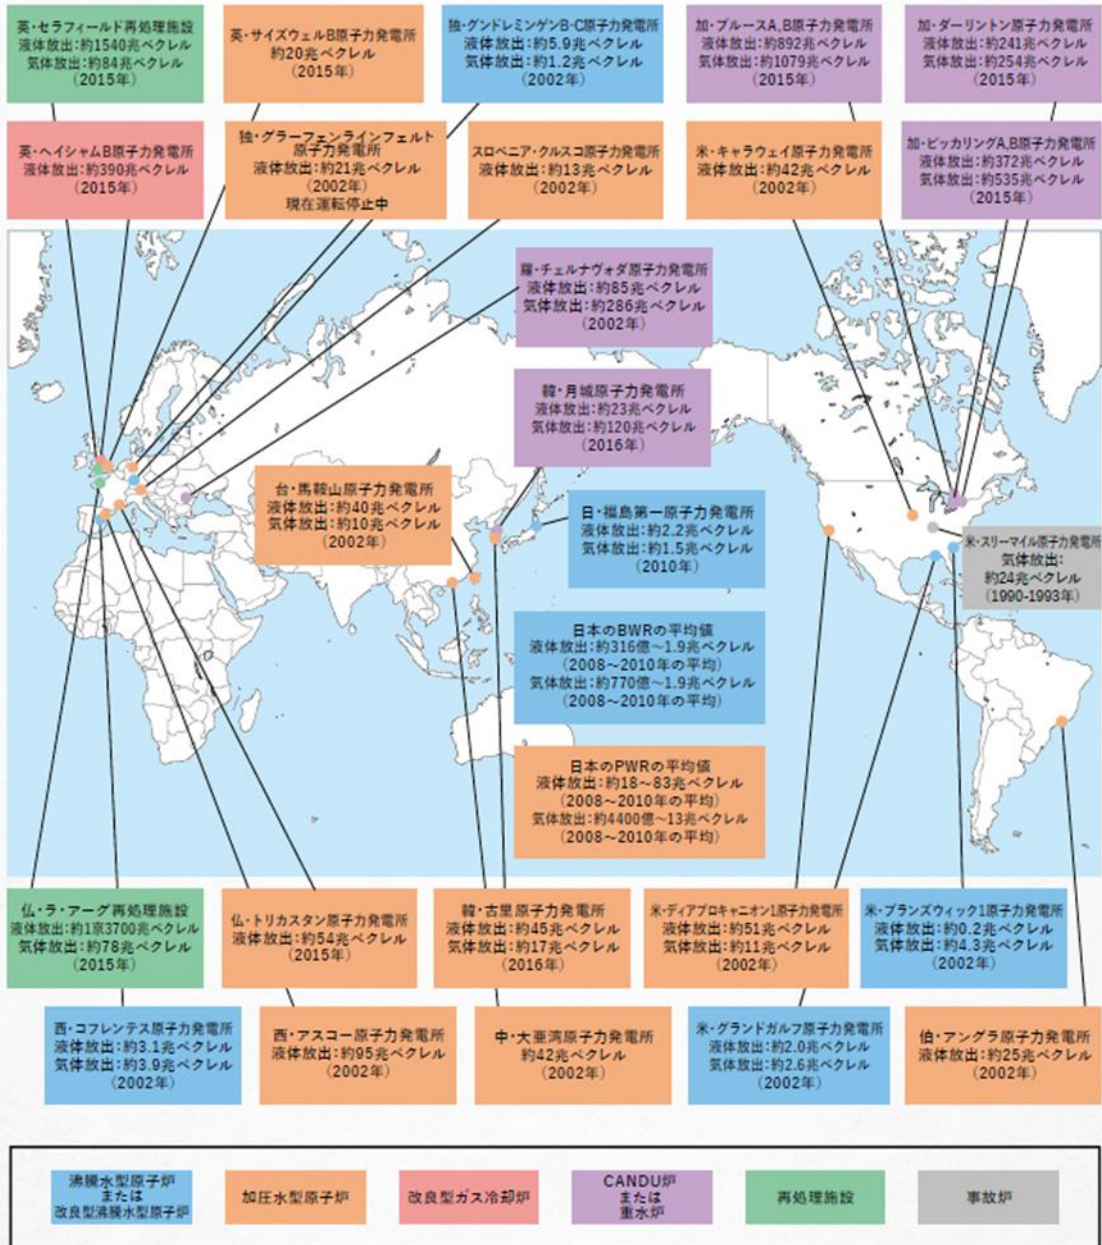 英・セラフィールド再処理施設
液体放出:約1540兆ベクレル
気体放出:約84兆ベクレル
(2015年)
英・サイズウェルB原子力発電所
約20兆ベクレル
(2015年)
独・グンドレミンゲンB・C原子力発電所
液体放出:約5.9兆ベクレル
気体放出:約1.2兆ベクレル
(2002年)
加・ブルースA,B原子力発電所
液体放出:約892兆ベクレル
気体放出:約1079兆ベクレル
(2015年)
加・ダーリントン原子力発電所
液体放出:約241兆ベクレル
気体放出:約254兆ベクレル
(2015年)
英・ヘイシャムB原子力発電所
液体放出:約390兆ベクレル
(2015年)
独・グラーフェンラインフェルト
原子力発電所
液体放出:約21兆ベクレル
(2002年)
現在運転停止中
スロベニア・クルスコ原子力発電所
液体放出:約13兆ベクレル
(2002年)
米・キャラウェイ原子力発電所
液体放出:約42兆ベクレル
(2002年)
加・ピッカリングA,B原子力発電所
液体放出:約372兆ベクレル
気体放出:約535兆ベクレル
(2015年)
羅・チェルナヴォダ原子力発電所
液体放出:約85兆ベクレル
気体放出:約286兆ベクレル
(2002年)
韓・月城原子力発電所
液体放出:約23兆ベクレル
気体放出:約120兆ベクレル
(2016年)
台・馬鞍山原子力発電所
液体放出:約40兆ベクレル
気体放出:約10兆ベクレル
(2002年)
日・福島第一原子力発電所
液体放出:約2.2兆ベクレル
気体放出:約1.5兆ベクレル
(2010年)
米・スリーマイル原子力発電所
気体放出:
約24兆ベクレル
(1990-1993年)
日本のBWRの平均値
液体放出:約316億~1.9兆ベクレル
(2008~2010年の平均)
気体放出:約770億~1.9兆ベクレル
(2008~2010年の平均)
日本のPWRの平均値
液体放出:約18~83兆ベクレル
(2008~2010年の平均)
気体放出:約4400億~13兆ベクレル
(2008~2010年の平均)
仏・ラ・アーグ再処理施設
液体放出:約1京3700兆ベクレル
気体放出:約78兆ベクレル
(2015年)
仏・トリカスタン原子力発電所
液体放出:約54兆ベクレル
(2015年)
韓・古里原子力発電所
液体放出:約45兆ベクレル
気体放出:約17兆ベクレル
(2016年)
米・ディアブロキャニオン1原子力発電所
液体放出:約51兆ベクレル
気体放出:約11兆ベクレル
(2002年)
米・ブランズウィック1原子力発電所
液体放出:約0.2兆ベクレル
気体放出:約4.3兆ベクレル
(2002年)
西・コフレンテス原子力発電所
液体放出:約3.1兆ベクレル
気体放出:約3.9兆ベクレル
(2002年)
西・アスコー原子力発電所
液体放出:約95兆ベクレル
(2002年)
中・大亜湾原子力発電所
約42兆ベクレル
(2002年)
米・グランドガルフ原子力発電所
液体放出:約2.0兆ベクレル
気体放出:約2.6兆ベクレル
(2002年)
伯・アングラ原子力発電所
液体放出:約25兆ベクレル
(2002年)
沸騰水型原子炉
または
改良型沸騰水型原子炉
加圧水型原子炉
改良型ガス冷却炉
CANDU炉
または
重水炉
再処理施設
事故炉